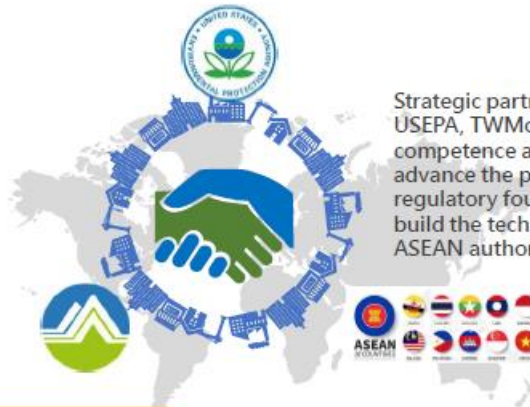 UNITED STATES
ENVIRONMENTAL PROTECTION AGENCY
Strategic partn
USEPA, TWMo
competence a
advance the p
regulatory fou
build the tech
ASEAN author
ASEAN